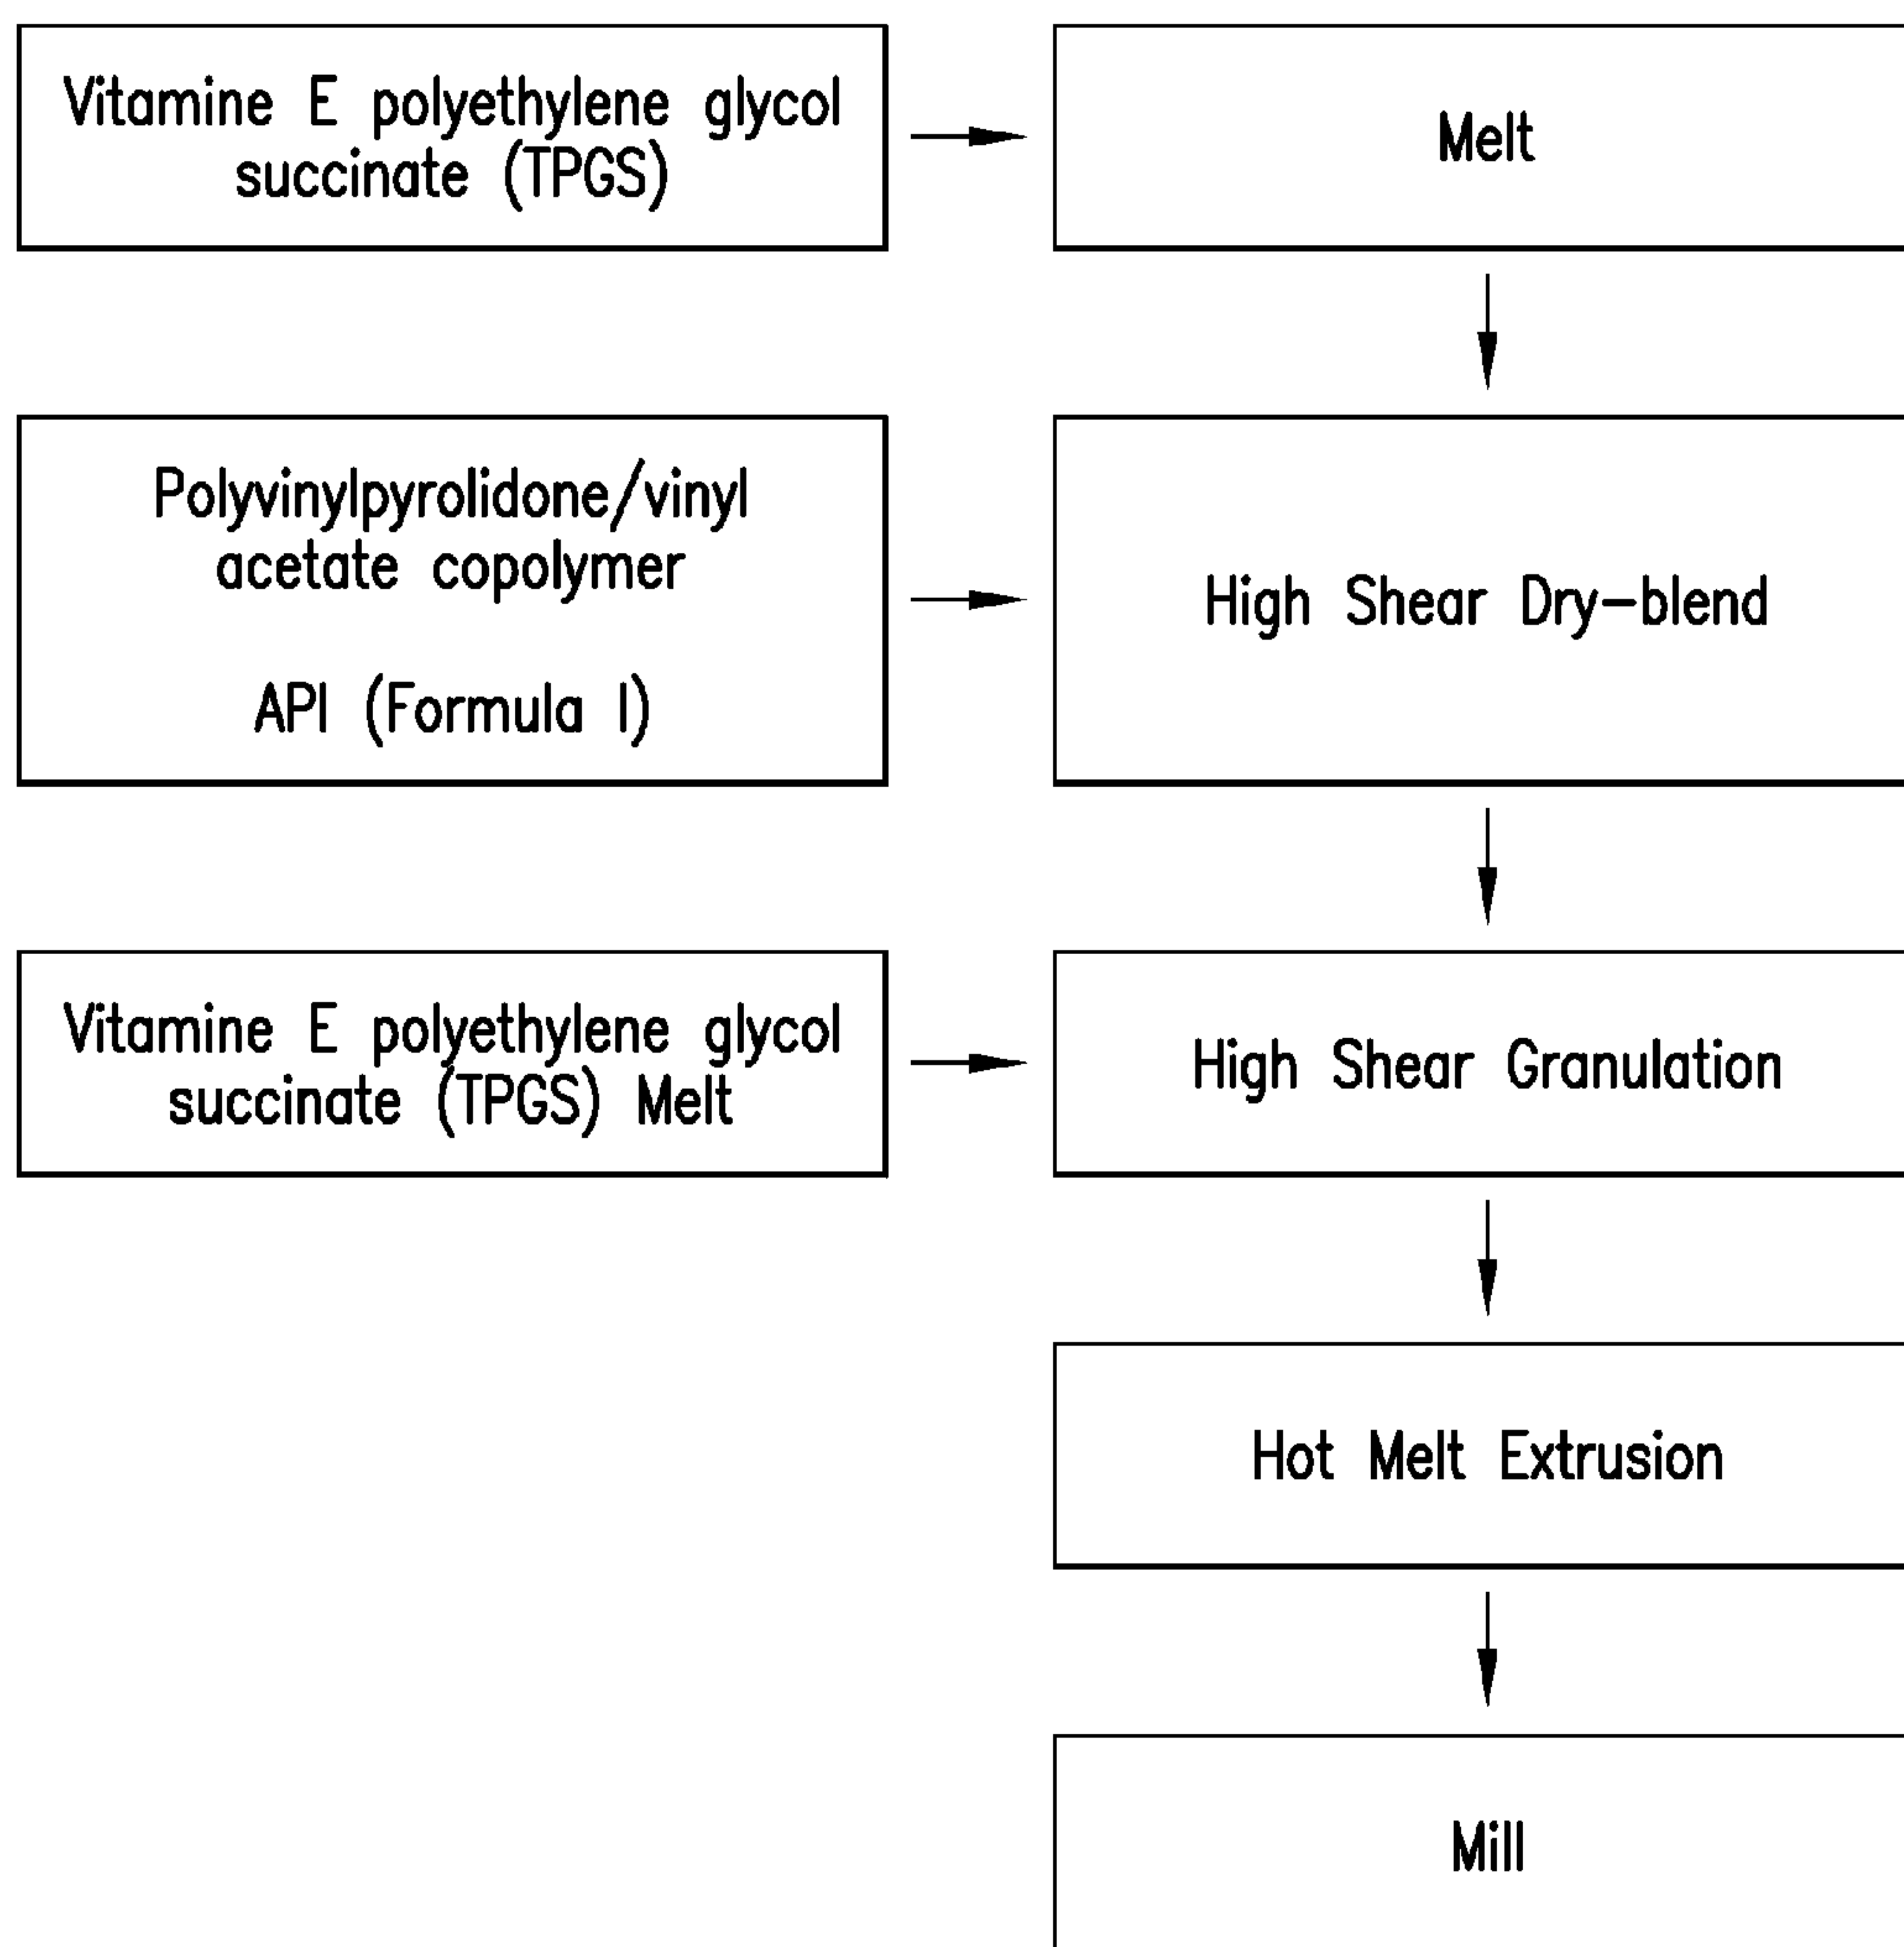 Vitamine E polyethylene glycol
succinate (TPGS)
Melt
Polyvinylpyrolidone/vinyl
acetate copolymer
API (Formula I)
High Shear Dry-blend
Vitamine E polyethylene glycol
succinate (TPGS) Melt
High Shear Granulation
Hot Melt Extrusion
Mill